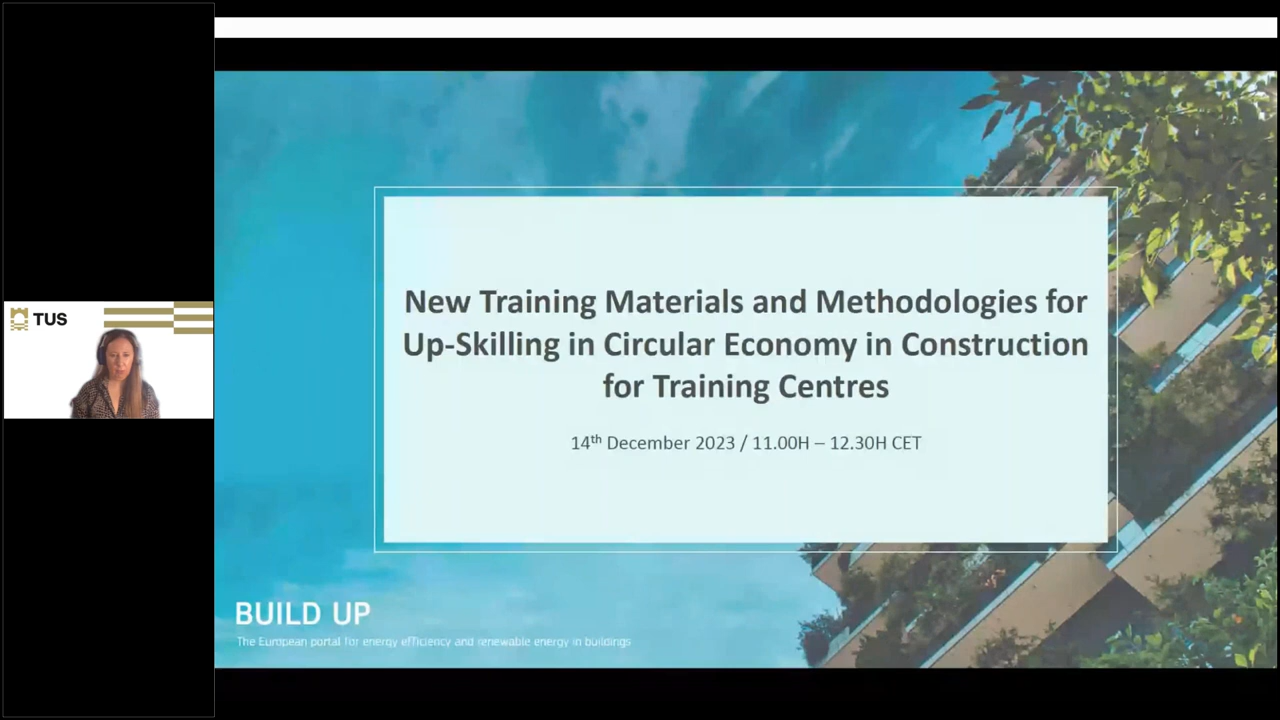 TUS
New Training Materials and Methodologies for
Up-Skilling in Circular Economy in Construction
for Training Centres
14th December 2023 / 11.00H – 12.30H CET
BUILD UP
The European portal for energy efficiency and renewable energy in buildings